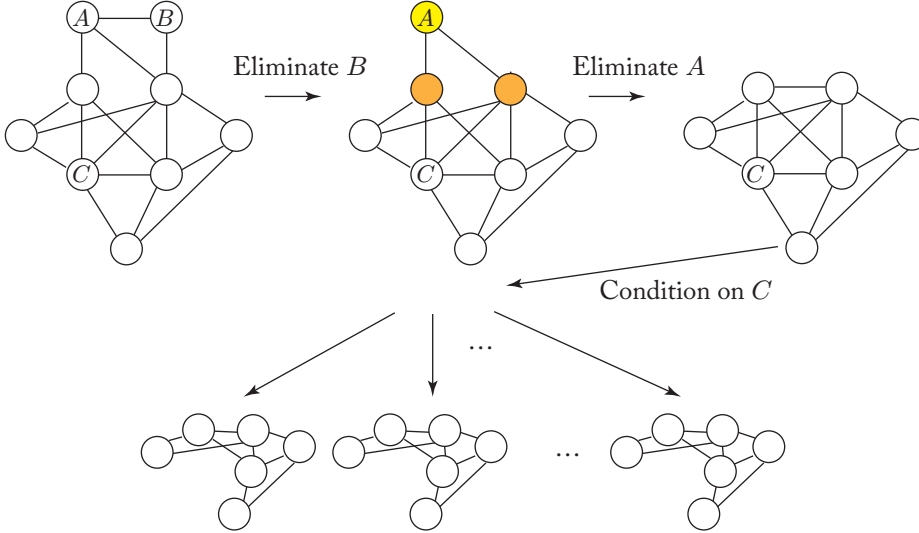 A B
A
Eliminate B
Eliminate A
C
C
C
Condition on C
...
...